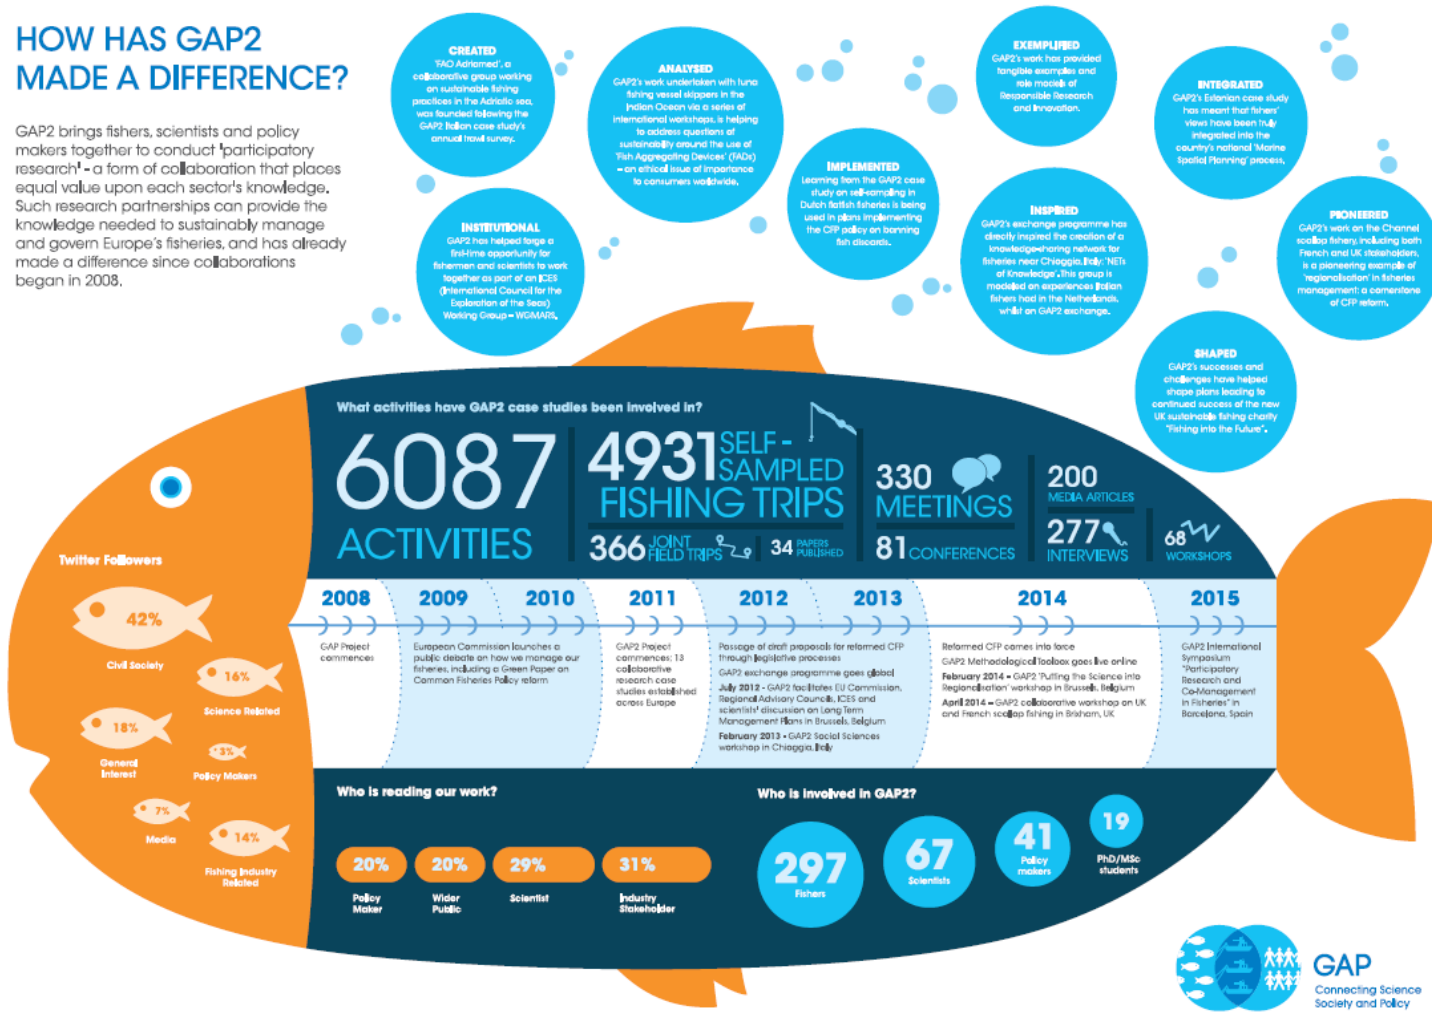 HOW HAS GAP2
MADE A DIFFERENCE?
GAP2 brings fishers, scientists and policy
makers together to conduct 'participatory
research' - a form of collaboration that places
equal value upon each sector's knowledge.
Such research partnerships can provide the
knowledge needed to sustainably manage
and govern Europe's fisheries, and has already
made a difference since collaborations
began in 2008.
CREATED
'FAO Adriamed', a
collaborative group working
on sustainable fishing
practices in the Adriatic sea,
was founded following the
GAP2 Italian case study's
annual trawl survey.
INSTITUTIONAL
GAP2 has helped forge a
first-time opportunity for
fishermen and scientists to work
together as part of an ICES
(International Council for the
Exploration of the Seas)
Working Group – WGMARS.
ANALYSED
GAP2's work undertaken with tuna
fishing vessel skippers in the
Indian Ocean via a series of
international workshops, is helping
to address questions of
sustainability around the use of
'Fish Aggregating Devices' (FADs)
– an ethical issue of importance
to consumers worldwide.
IMPLEMENTED
Learning from the GAP2 case
study on self-sampling in
Dutch flatfish fisheries is being
used in plans implementing
the CFP policy on banning
fish discards.
EXEMPLIFIED
GAP2's work has provided
tangible examples and
role models of
Responsible Research
and Innovation.
INSPIRED
GAP2's exchange programme has
directly inspired the creation of a
knowledge-sharing network for
fisheries near Chioggia, Italy: 'NETs
of Knowledge'. This group is
modeled on experiences Italian
fishers had in the Netherlands,
whilst on GAP2 exchange.
INTEGRATED
GAP2's Estonian case study
has meant that fishers'
views have been truly
integrated into the
country's national 'Marine
Spatial Planning' process.
PIONEERED
GAP2's work on the Channel
scallop fishery, including both
French and UK stakeholders,
is a pioneering example of
'regionalisation' in fisheries
management: a cornerstone
of CFP reform.
SHAPED
GAP2's successes and
challenges have helped
shape plans leading to
continued success of the new
UK sustainable fishing charity
"Fishing into the Future".
What activities have GAP2 case studies been involved in?
6087
ACTIVITIES
4931 SELF-
SAMPLED
FISHING TRIPS
366 JOINT
FIELD TRIPS
34 PAPERS
PUBLISHED
330
MEETINGS
81 CONFERENCES
200
MEDIA ARTICLES
277
INTERVIEWS
68
WORKSHOPS
Twitter Followers
42%
Civil Society
16%
Science Related
18%
General
Interest
3%
Policy Makers
7%
Media
14%
Fishing Industry
Related
2008
GAP Project
commences
2009
2010
European Commission launches a
public debate on how we manage our
fisheries, including a Green Paper on
Common Fisheries Policy reform
2011
GAP2 Project
commences; 13
collaborative
research case
studies established
across Europe
2012
2013
Passage of draft proposals for reformed CFP
through legislative processes
GAP2 exchange programme goes global
July 2012 - GAP2 facilitates EU Commission,
Regional Advisory Councils, ICES and
scientists' discussion on Long Term
Management Plans in Brussels, Belgium
February 2013 - GAP2 Social Sciences
workshop in Chioggia, Italy
2014
Reformed CFP comes into force
GAP2 Methodological Toolbox goes live online
February 2014 – GAP2 'Putting the Science into
Regionalisation' workshop in Brussels, Belgium
April 2014 – GAP2 collaborative workshop on UK
and French scallop fishing in Brixham, UK
2015
GAP2 International
Symposium
"Participatory
Research and
Co-Management
in Fisheries" in
Barcelona, Spain
Who is reading our work?
20%
Policy
Maker
20%
Wider
Public
29%
Scientist
31%
Industry
Stakeholder
Who is involved in GAP2?
297
Fishers
67
Scientists
41
Policy
makers
19
PhD/MSc
students
GAP
Connecting Science
Society and Policy